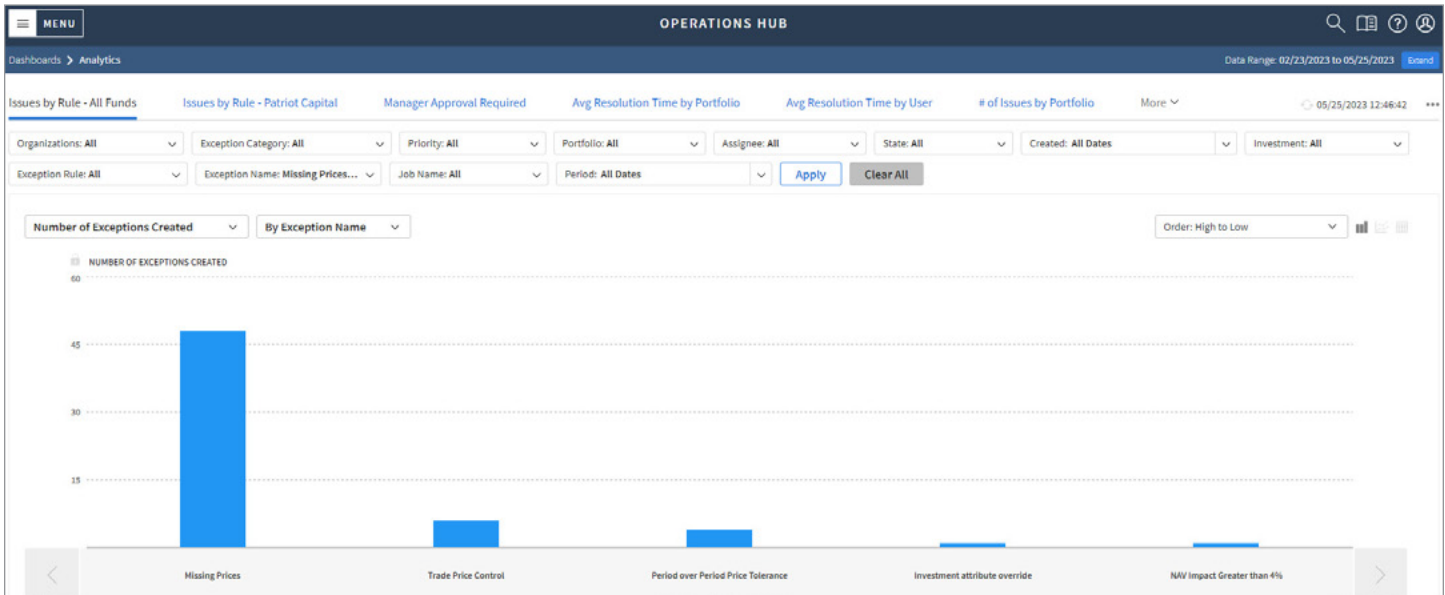 MENU OPERATIONS HUB
Dashboards Analytics Data Range: 02/23/2023 to 05/25/2023 Extend
Issues by Rule - All Funds Issues by Rule - Patriot Capital Manager Approval Required Avg Resolution Time by Portfolio Avg Resolution Time by User # of Issues by Portfolio More 05/25/2023 12:46:42
Organizations: All Exception Category: All Priority: All Portfolio: All Assignee: All State: All Created: All Dates Investment: All
Exception Rule: All Exception Name: Missing Prices... Job Name: All Period: All Dates Apply Clear All
Number of Exceptions Created By Exception Name Order: High to Low
NUMBER OF EXCEPTIONS CREATED
60
45
30
15
Missing Prices Trade Price Control Period over Period Price Tolerance Investment attribute override NAV Impact Greater than 4%